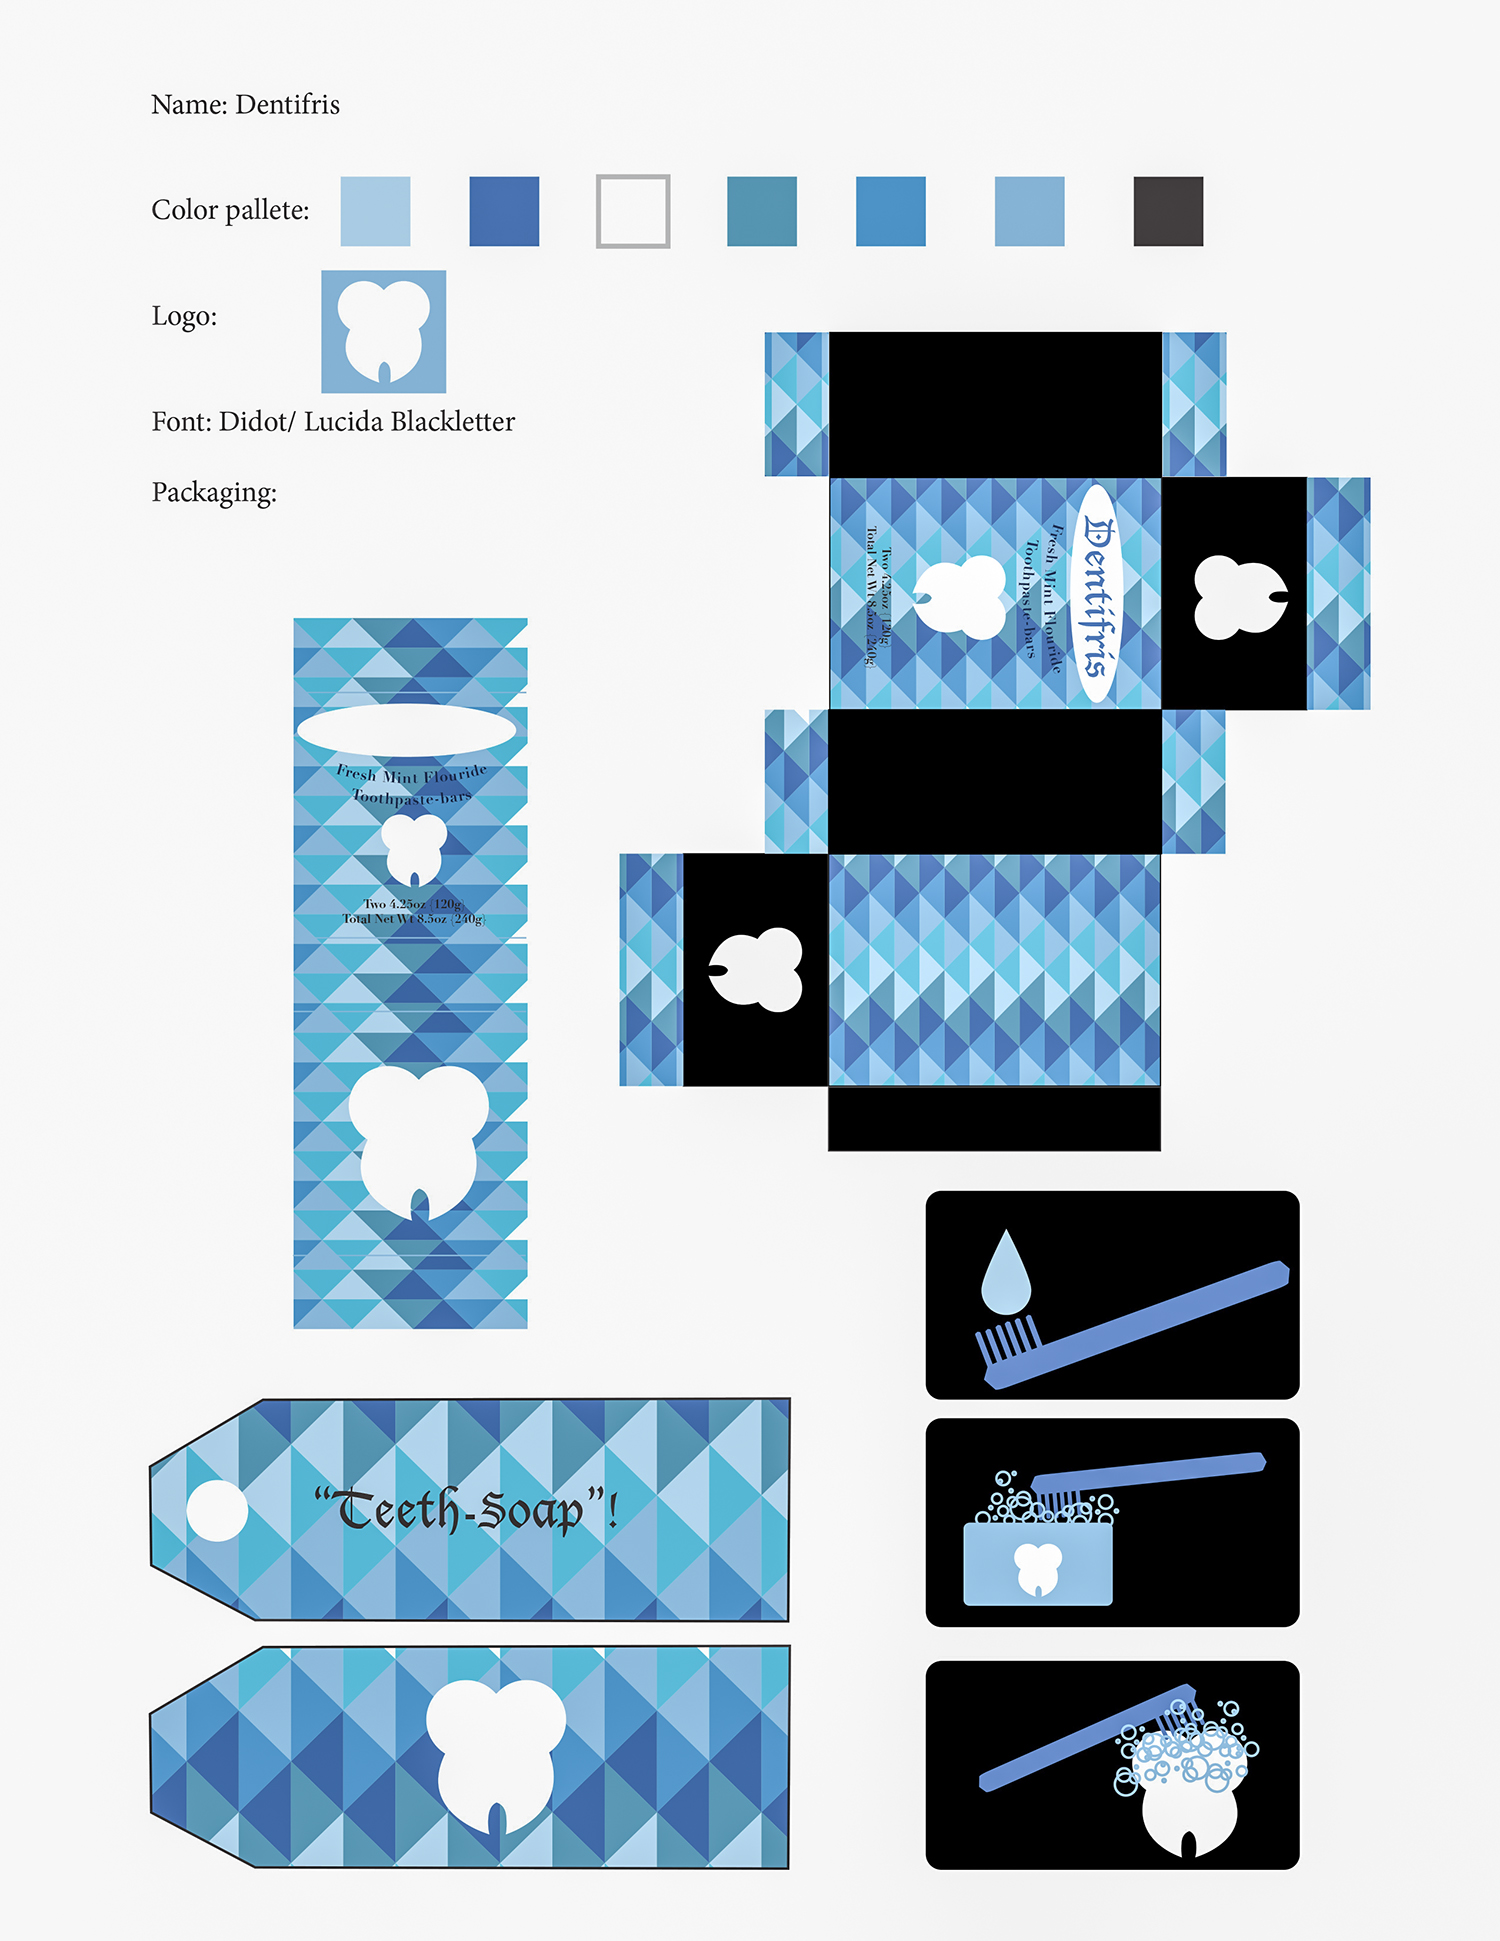 Name: Dentifris
Color pallete:
Logo:
Font: Didot/ Lucida Blackletter
Packaging:
Dentifris
Fresh Mint Flouride
Toothpaste-bars
Two 4.25oz (120g)
Total Net Wt 8.5oz (240g)
Fresh Mint Flouride
Toothpaste-bars
Two 4.25oz (120g)
Total Net Wt 8.5oz (240g)
“Teeth-Soap”!